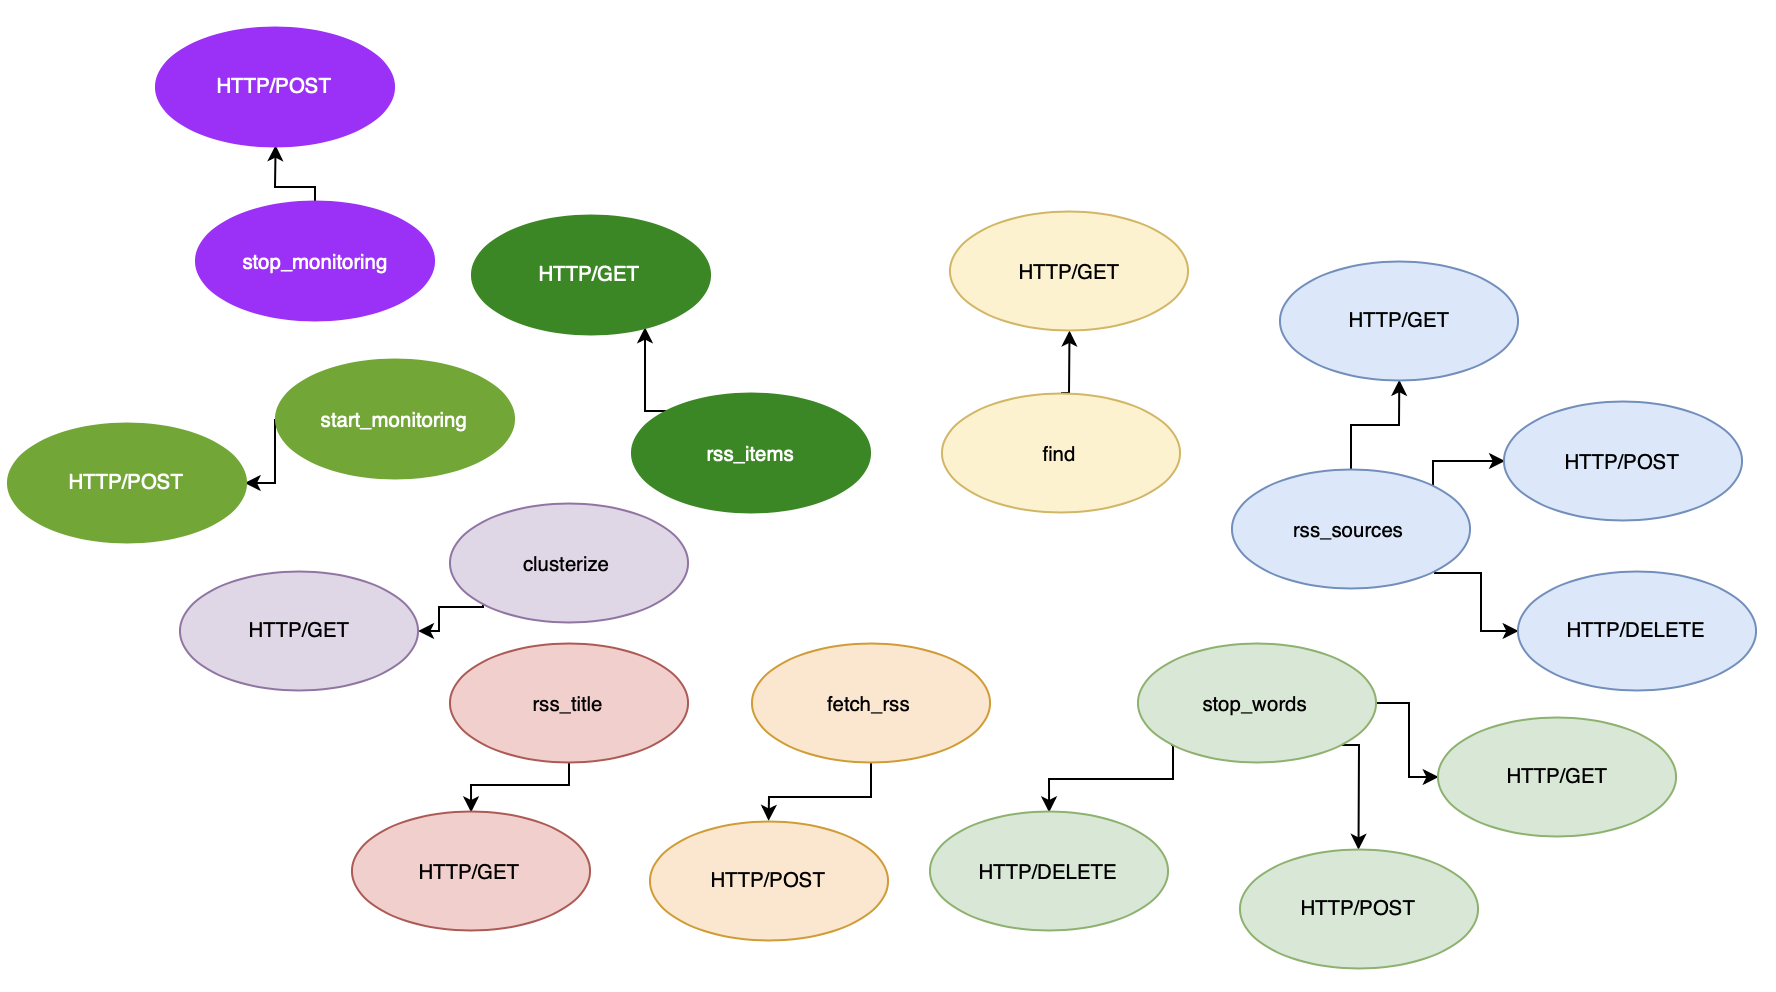 HTTP/POST
stop_monitoring
HTTP/GET
HTTP/GET
HTTP/GET
start_monitoring
HTTP/POST
rss_items
find
HTTP/POST
rss_sources
clusterize
HTTP/GET
HTTP/DELETE
rss_title
fetch_rss
stop_words
HTTP/GET
HTTP/GET
HTTP/POST
HTTP/DELETE
HTTP/POST